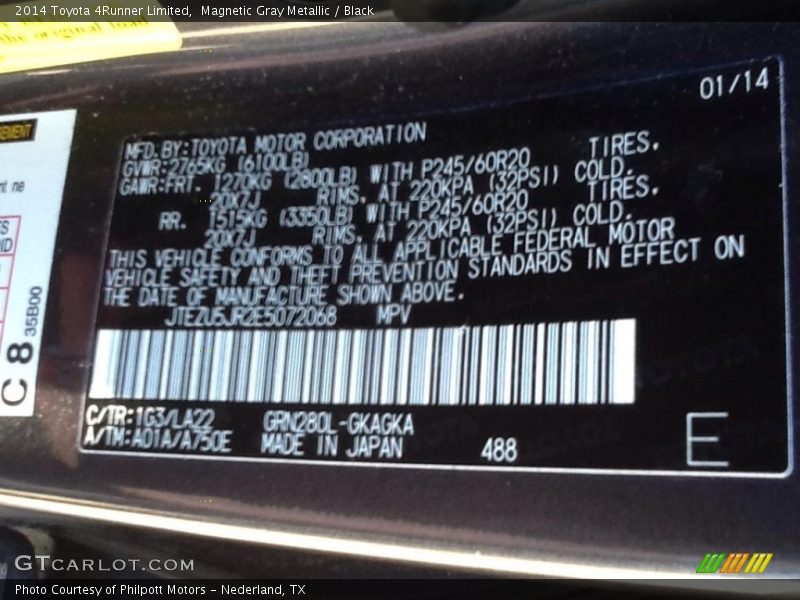 2014 Toyota 4Runner Limited,  Magnetic Gray Metallic / Black
the original
01/14
MFD. BY:TOYOTA MOTOR CORPORATION
GVWR:2765KG (6100LB)
GAWR:FRT. 1270KG (2800LB) WITH P245/60R20 TIRES,
20X7J RIMS, AT 220KPA (32PSI) COLD.
RR. 1515KG (3350LB) WITH P245/60R20 TIRES,
20X7J RIMS, AT 220KPA (32PSI) COLD.
THIS VEHICLE CONFORMS TO ALL APPLICABLE FEDERAL MOTOR
VEHICLE SAFETY AND THEFT PREVENTION STANDARDS IN EFFECT ON
THE DATE OF MANUFACTURE SHOWN ABOVE.
JTEZU5JR2E5072068 MPV
C/TR:1G3/LA22 GRN280L-GKAGKA
A/TM:A01A/A750E MADE IN JAPAN 488 E
C 8 35B00
GTCARLOT.COM
Photo Courtesy of Philpott Motors - Nederland, TX